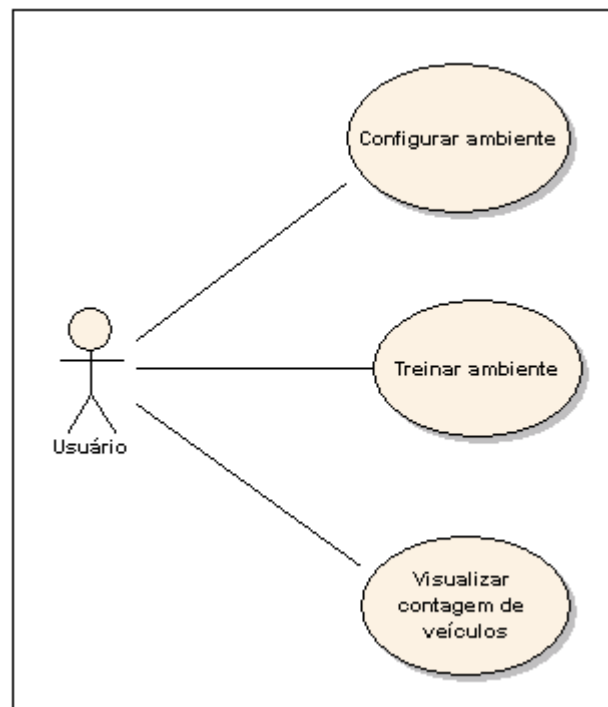 Configurar ambiente
Treinar ambiente
Usuário
Visualizar
contagem de
veículos